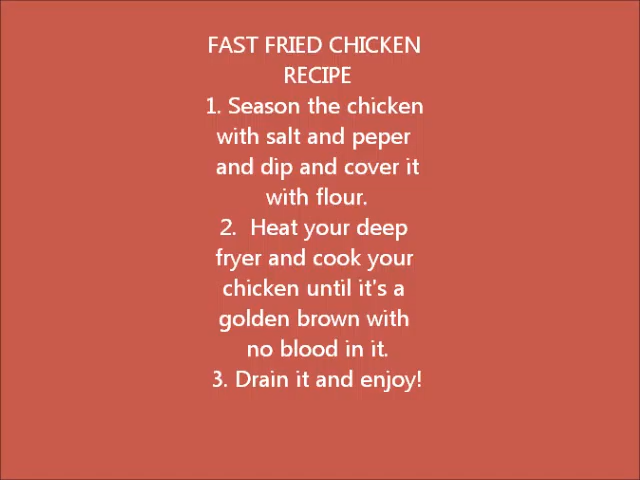 FAST FRIED CHICKEN
RECIPE
1. Season the chicken
with salt and peper
and dip and cover it
with flour.
2. Heat your deep
fryer and cook your
chicken until it's a
golden brown with
no blood in it.
3. Drain it and enjoy!